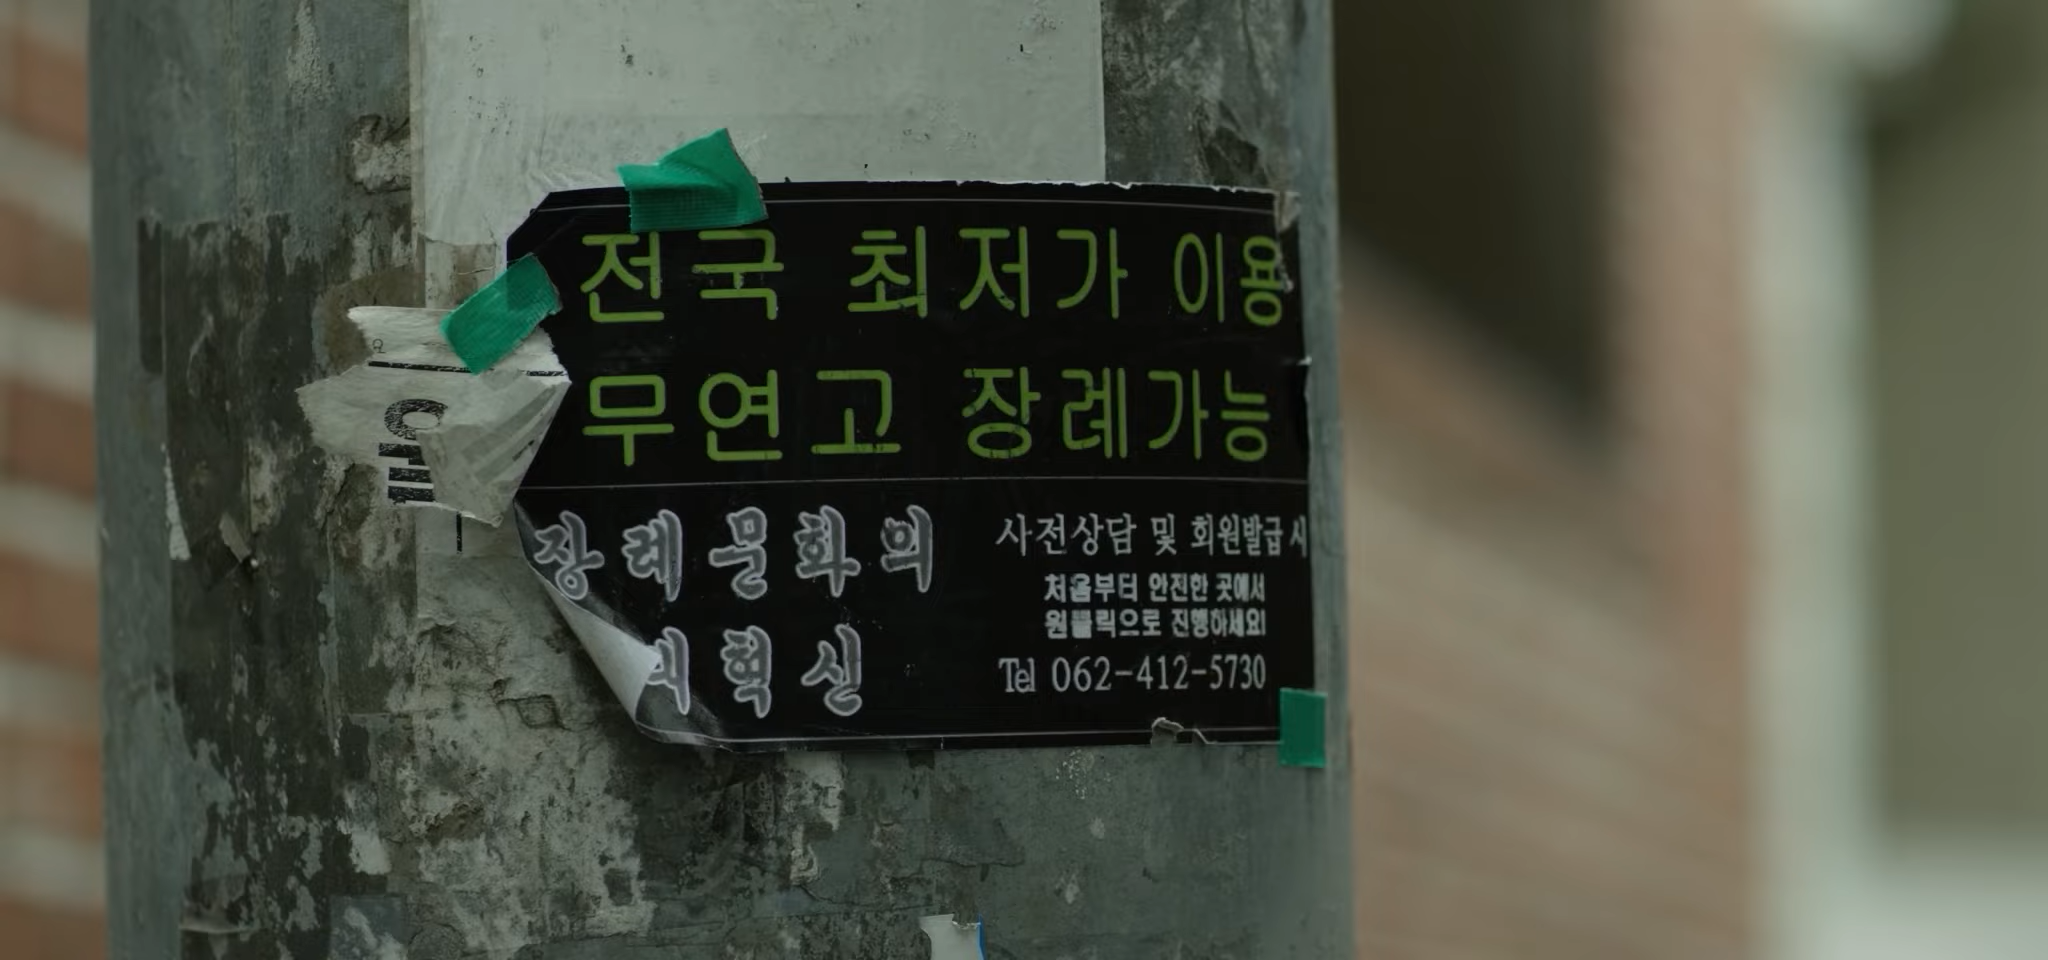 전국 최저가 이용
무연고 장례가능
장례문화의
혁신
사전상담 및 회원발급 시
처음부터 안전한 곳에서
원클릭으로 진행하세요!
Tel 062-412-5730